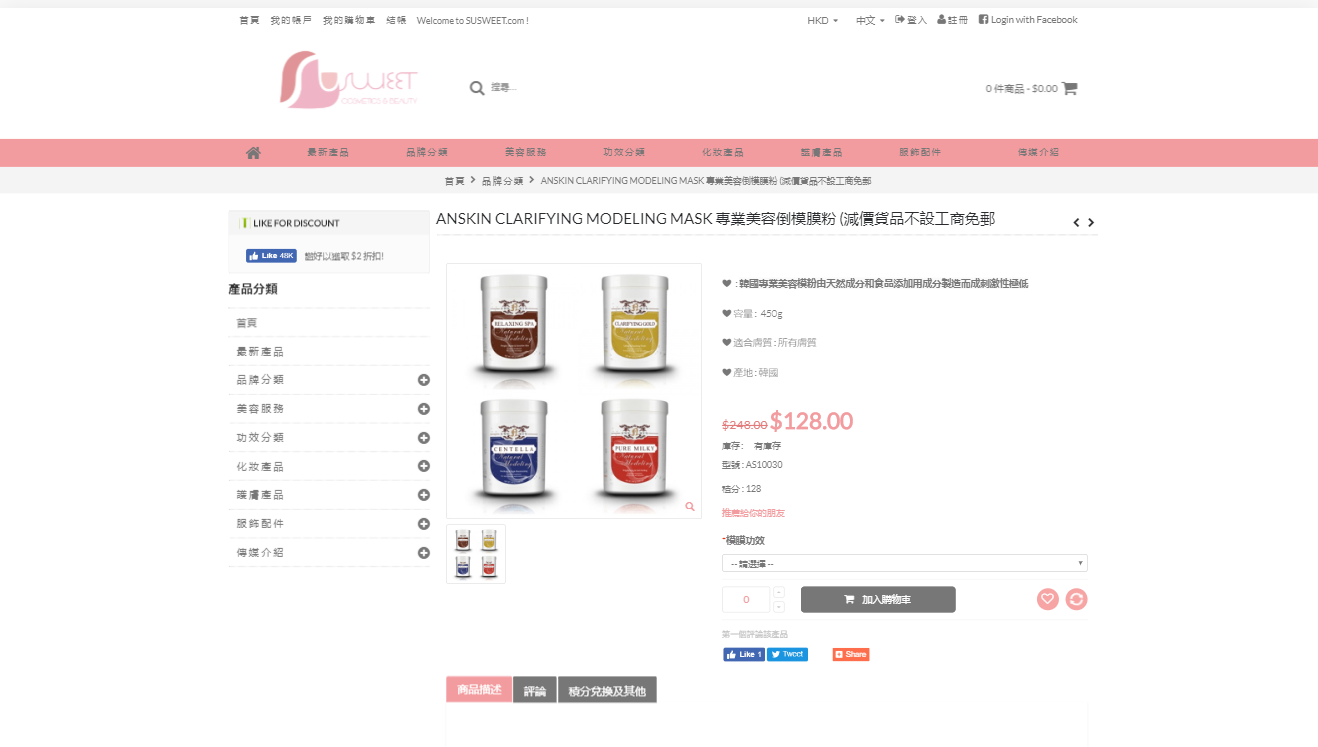 首頁 我的帳戶 我的購物車 結帳 Welcome to SUSWEET.com !
HKD 中文 登入 註冊 Login with Facebook
SUSWEET
COSMETICS & BEAUTY
搜尋...
0 件商品 - $0.00
最新產品 品牌分類 美容服務 功效分類 化妝產品 護膚產品 服飾配件 傳媒介紹
首頁 > 品牌分類 > ANSKIN CLARIFYING MODELING MASK 專業美容倒模膜粉 (減價貨品不設工商免郵
LIKE FOR DISCOUNT
Like 48K 讚好以獲取 $2 折扣!
產品分類
首頁
最新產品
品牌分類
美容服務
功效分類
化妝產品
護膚產品
服飾配件
傳媒介紹
ANSKIN CLARIFYING MODELING MASK 專業美容倒模膜粉 (減價貨品不設工商免郵
RELAXING SPA
Natural
Modeling
CLARIFYING GOLD
Natural
Modeling
CENTELLA
Natural
Modeling
PURE MILKY
Natural
Modeling
: 韓國專業美容模粉由天然成分和食品添加用成分製造而成刺激性極低
容量 : 450g
適合膚質 : 所有膚質
產地 : 韓國
$248.00 $128.00
庫存 : 有庫存
型號 : AS10030
積分 : 128
推薦給你的朋友
*模膜功效
-- 請選擇 --
0
加入購物車
第一個評論該產品
Like 1 Tweet Share
商品描述 評論 積分兌換及其他